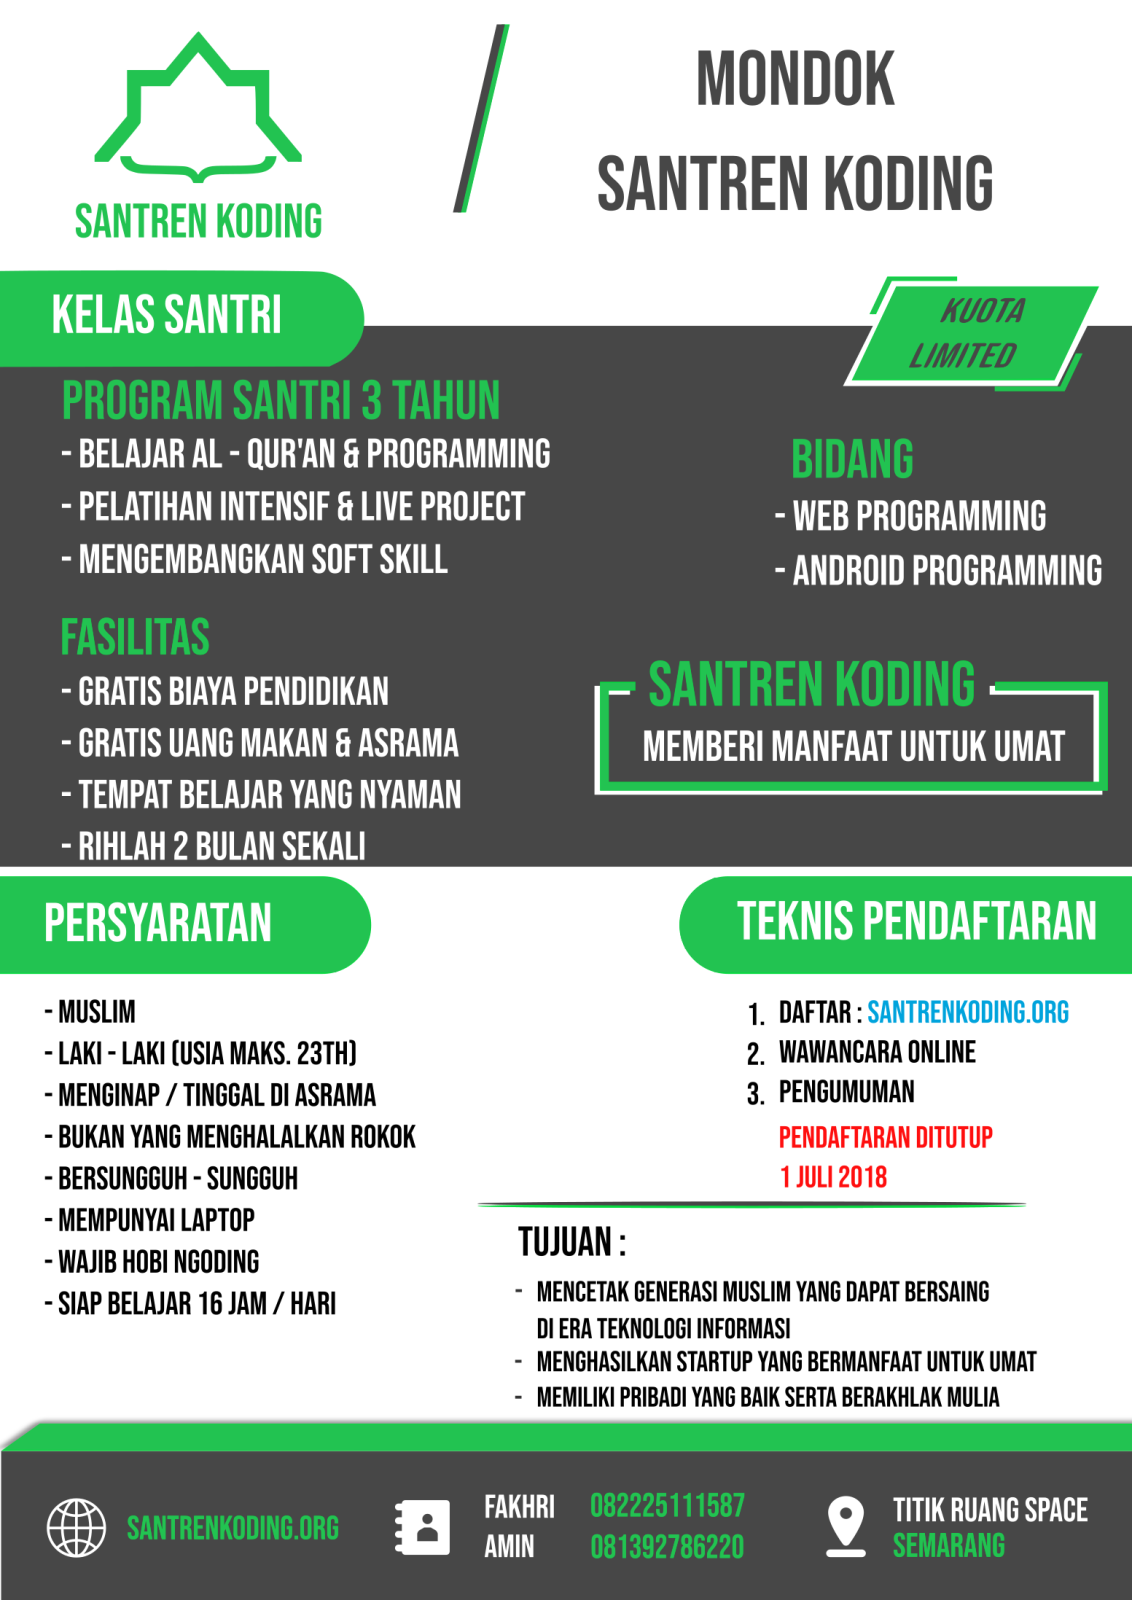 SANTREN KODING
MONDOK
SANTREN KODING
KELAS SANTRI
KUOTA
LIMITED
PROGRAM SANTRI 3 TAHUN
- BELAJAR AL - QUR'AN & PROGRAMMING
- PELATIHAN INTENSIF & LIVE PROJECT
- MENGEMBANGKAN SOFT SKILL
BIDANG
- WEB PROGRAMMING
- ANDROID PROGRAMMING
FASILITAS
- GRATIS BIAYA PENDIDIKAN
- GRATIS UANG MAKAN & ASRAMA
- TEMPAT BELAJAR YANG NYAMAN
- RIHLAH 2 BULAN SEKALI
SANTREN KODING
MEMBERI MANFAAT UNTUK UMAT
PERSYARATAN
- MUSLIM
- LAKI - LAKI (USIA MAKS. 23TH)
- MENGINAP / TINGGAL DI ASRAMA
- BUKAN YANG MENGHALALKAN ROKOK
- BERSUNGGUH - SUNGGUH
- MEMPUNYAI LAPTOP
- WAJIB HOBI NGODING
- SIAP BELAJAR 16 JAM / HARI
TEKNIS PENDAFTARAN
1. DAFTAR : SANTRENKODING.ORG
2. WAWANCARA ONLINE
3. PENGUMUMAN
PENDAFTARAN DITUTUP
1 JULI 2018
TUJUAN :
- MENCETAK GENERASI MUSLIM YANG DAPAT BERSAING
DI ERA TEKNOLOGI INFORMASI
- MENGHASILKAN STARTUP YANG BERMANFAAT UNTUK UMAT
- MEMILIKI PRIBADI YANG BAIK SERTA BERAKHLAK MULIA
SANTRENKODING.ORG
FAKHRI 082225111587
AMIN 081392786220
TITIK RUANG SPACE
SEMARANG